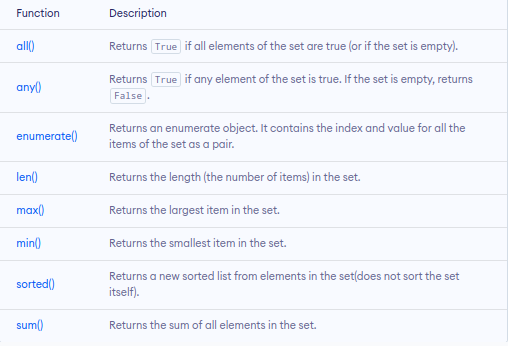 Function Description
all() Returns True if all elements of the set are true (or if the set is empty).
any() Returns True if any element of the set is true. If the set is empty, returns
False .
enumerate() Returns an enumerate object. It contains the index and value for all the
items of the set as a pair.
len() Returns the length (the number of items) in the set.
max() Returns the largest item in the set.
min() Returns the smallest item in the set.
sorted() Returns a new sorted list from elements in the set(does not sort the set
itself).
sum() Returns the sum of all elements in the set.